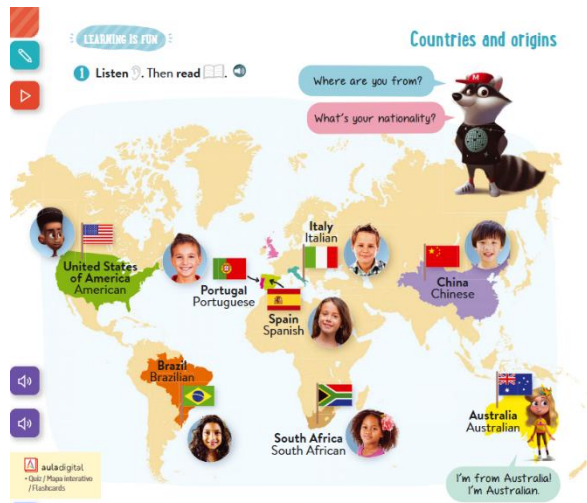 LEARNING IS FUN
Countries and origins
1 Listen. Then read.
Where are you from?
What's your nationality?
M
Italy
Italian
United States
of America
American
Portugal
Portuguese
Spain
Spanish
China
Chinese
Brazil
Brazilian
South Africa
South African
Australia
Australian
I'm from Australia!
I'm Australian.
auladigital
• Quiz / Mapa interativo
/ Flashcards